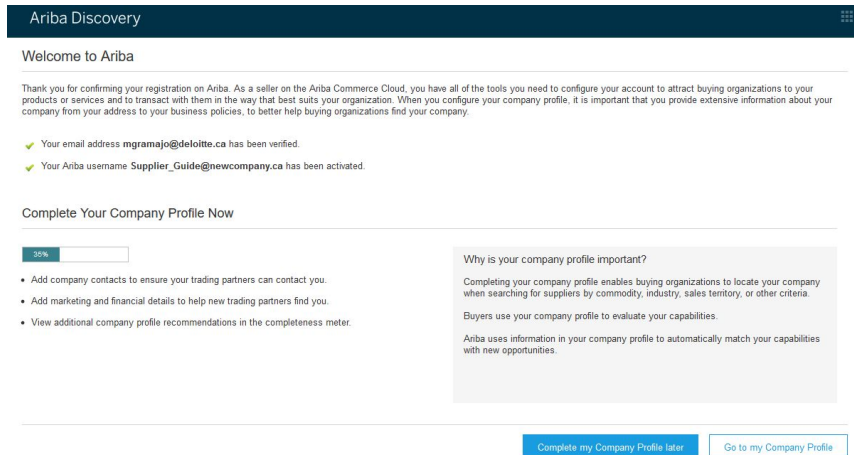 Ariba Discovery
Welcome to Ariba
Thank you for confirming your registration on Ariba. As a seller on the Ariba Commerce Cloud, you have all of the tools you need to configure your account to attract buying organizations to your
products or services and to transact with them in the way that best suits your organization. When you configure your company profile, it is important that you provide extensive information about your
company from your address to your business policies, to better help buying organizations find your company.
Your email address mgramajo@deloitte.ca has been verified.
Your Ariba username Supplier_Guide@newcompany.ca has been activated.
Complete Your Company Profile Now
35%
• Add company contacts to ensure your trading partners can contact you.
• Add marketing and financial details to help new trading partners find you.
• View additional company profile recommendations in the completeness meter.
Why is your company profile important?
Completing your company profile enables buying organizations to locate your company
when searching for suppliers by commodity, industry, sales territory, or other criteria.
Buyers use your company profile to evaluate your capabilities.
Ariba uses information in your company profile to automatically match your capabilities
with new opportunities.
Complete my Company Profile later
Go to my Company Profile